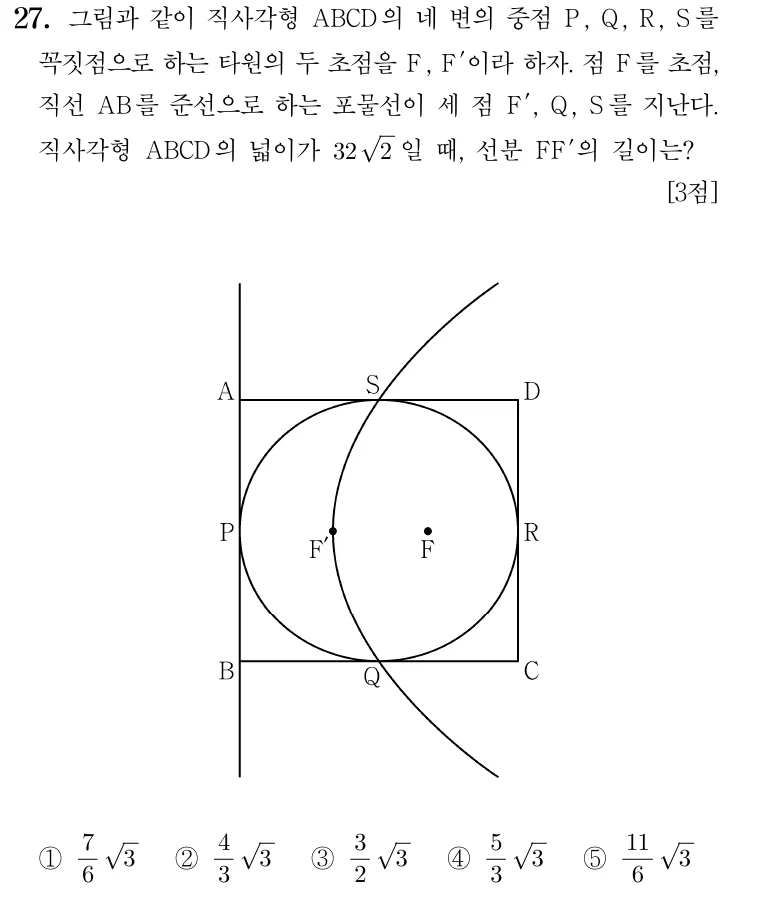 27. 그림과 같이 직사각형 ABCD의 네 변의 중점 P, Q, R, S를
꼭짓점으로 하는 타원의 두 초점을 F, F′이라 하자. 점 F를 초점,
직선 AB를 준선으로 하는 포물선이 세 점 F′, Q, S를 지난다.
직사각형 ABCD의 넓이가 32√2 일 때, 선분 FF′의 길이는?
[3점]
A S D
P F′ F R
B Q C
① 7/6 √3 ② 4/3 √3 ③ 3/2 √3 ④ 5/3 √3 ⑤ 11/6 √3